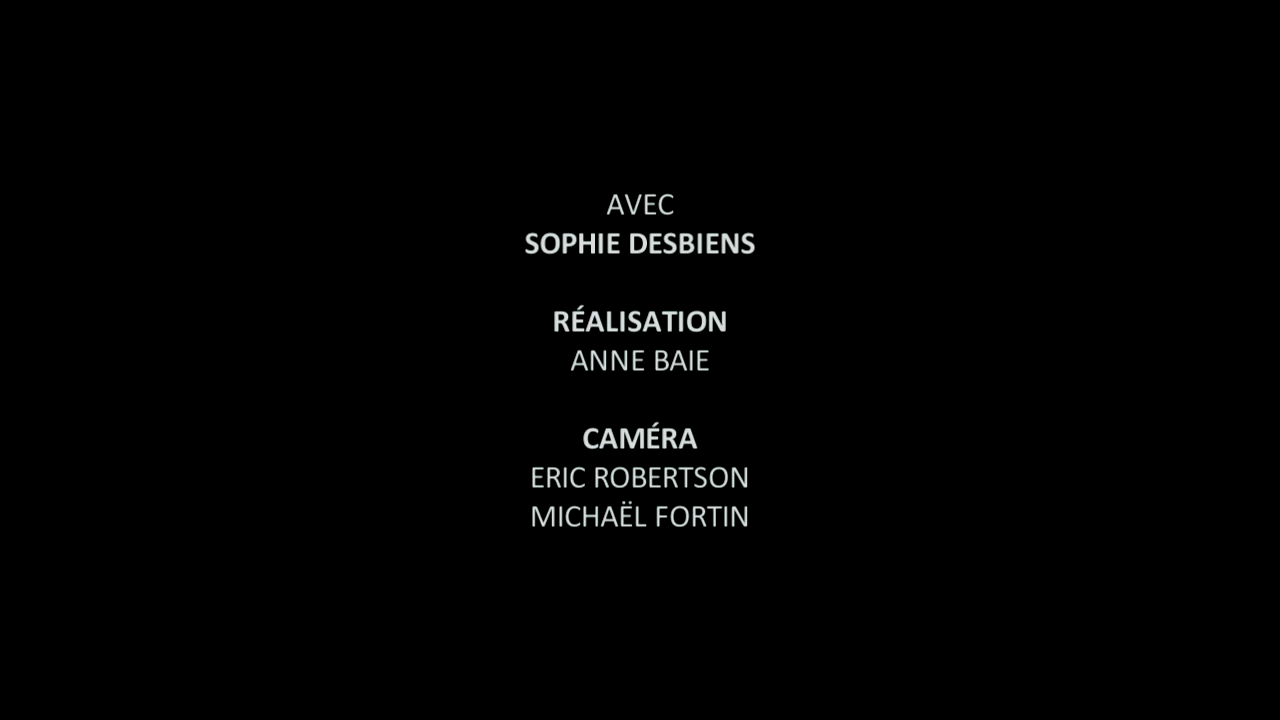 AVEC
SOPHIE DESBIENS
RÉALISATION
ANNE BAIE
CAMÉRA
ERIC ROBERTSON
MICHAËL FORTIN